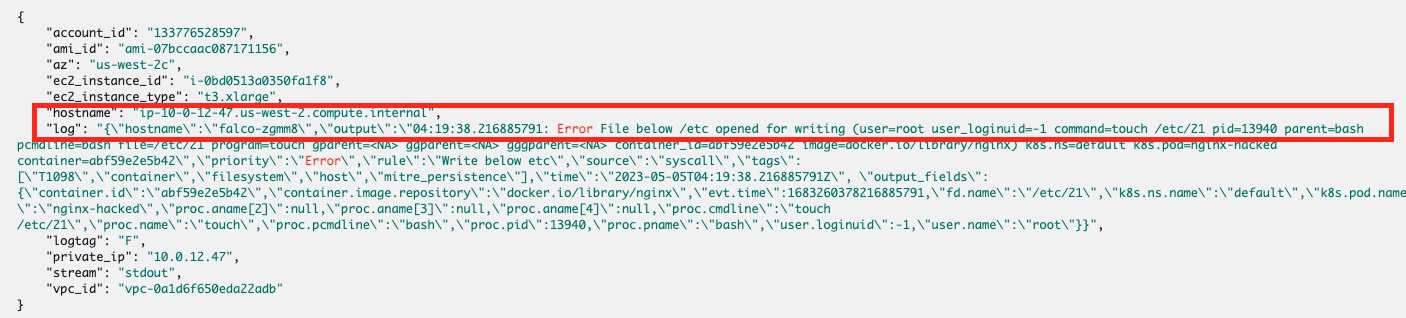 {
"account_id": "133776528597",
"ami_id": "ami-07bccaac087171156",
"az": "us-west-2c",
"ec2_instance_id": "i-0bd0513a0350fa1f8",
"ec2_instance_type": "t3.xlarge",
"hostname": "ip-10-0-12-47.us-west-2.compute.internal",
"log": "{\"hostname\":\"falco-zgmm8\",\"output\":\"04:19:38.216885791: Error File below /etc opened for writing (user=root user_loginuid=-1 command=touch /etc/21 pid=13940 parent=bash
pcmdline=bash file=/etc/21 program=touch gparent=<NA> ggparent=<NA> gggparent=<NA> container_id=abf59e2e5b42 image=docker.io/library/nginx) k8s.ns=default k8s.pod=nginx-hacked
container=abf59e2e5b42\",\"priority\":\"Error\",\"rule\":\"Write below etc\",\"source\":\"syscall\",\"tags\":
[\"T1098\",\"container\",\"filesystem\",\"host\",\"mitre_persistence\"],\"time\":\"2023-05-05T04:19:38.216885791Z\", \"output_fields\":
{\"container.id\":\"abf59e2e5b42\",\"container.image.repository\":\"docker.io/library/nginx\",\"evt.time\":1683260378216885791,\"fd.name\":\"/etc/21\",\"k8s.ns.name\":\"default\",\"k8s.pod.name
\":\"nginx-hacked\",\"proc.aname[2]\":null,\"proc.aname[3]\":null,\"proc.aname[4]\":null,\"proc.cmdline\":\"touch
/etc/21\",\"proc.name\":\"touch\",\"proc.pcmdline\":\"bash\",\"proc.pid\":13940,\"proc.pname\":\"bash\",\"user.loginuid\":-1,\"user.name\":\"root\"}}",
"logtag": "F",
"private_ip": "10.0.12.47",
"stream": "stdout",
"vpc_id": "vpc-0a1d6f650eda22adb"
}